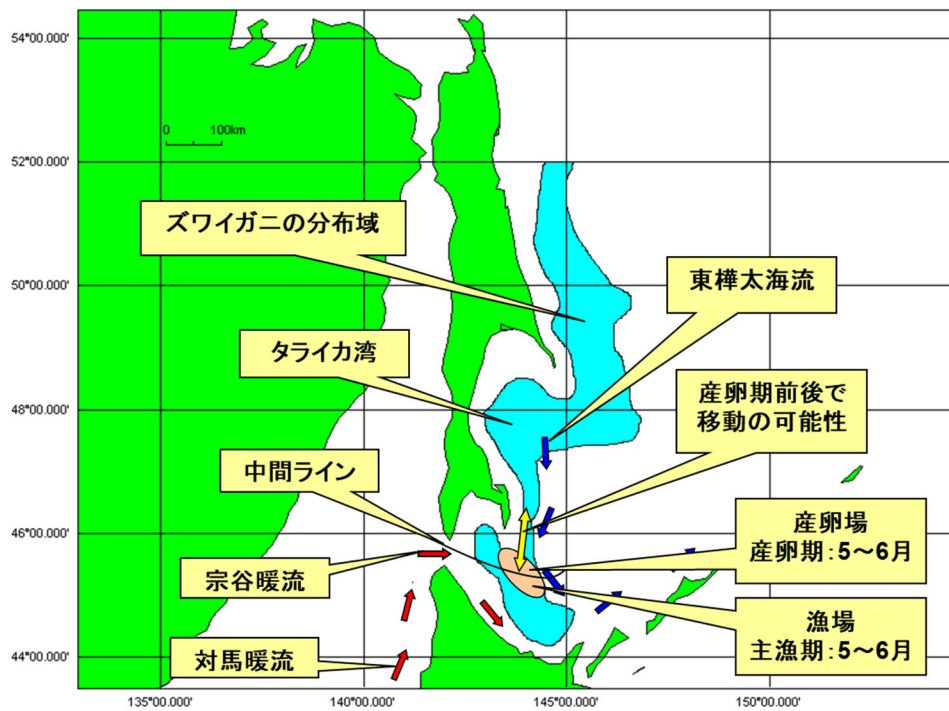 54°00.000'
0 100km
52°00.000'
ズワイガニの分布域
東樺太海流
50°00.000'
タライカ湾
産卵期前後で
移動の可能性
48°00.000'
中間ライン
46°00.000'
産卵場
産卵期:5~6月
宗谷暖流
漁場
主漁期:5~6月
対馬暖流
44°00.000'
135°00.000'
140°00.000'
145°00.000'
150°00.000'